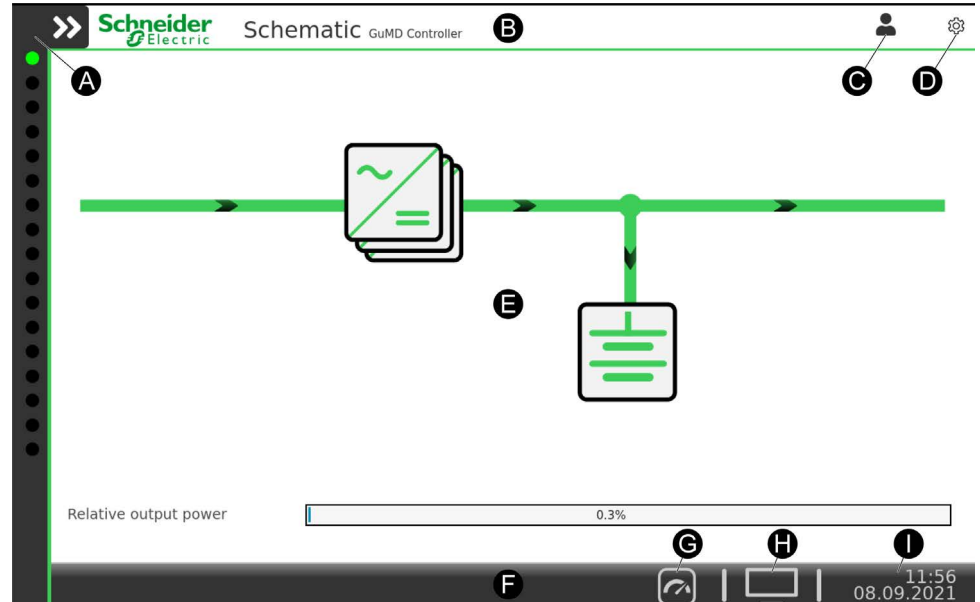 Schneider
Electric
Schematic GuMD Controller
B
A
C
D
E
Relative output power
0.3%
G
H
I
F
11:56
08.09.2021